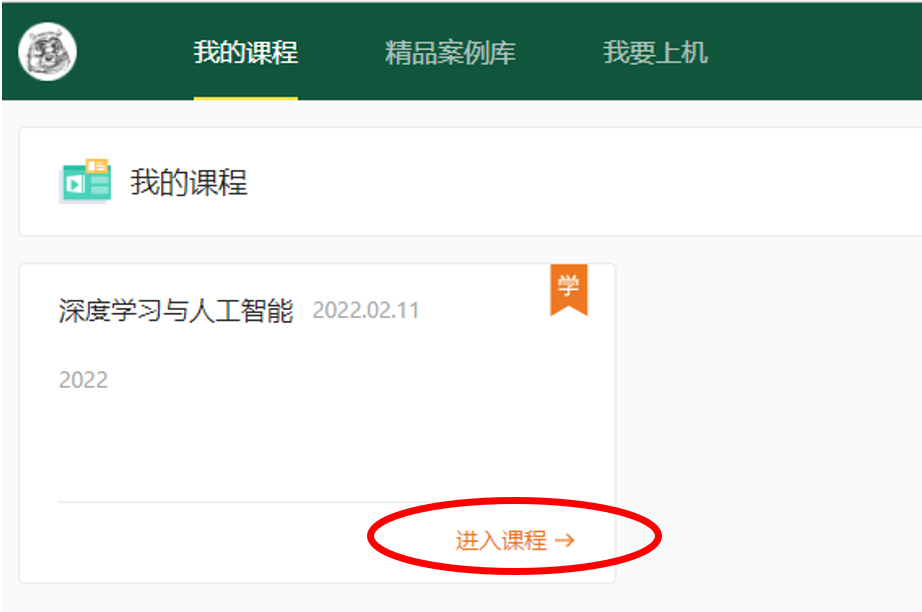 我的课程 精品案例库 我要上机
我的课程
学
深度学习与人工智能 2022.02.11
2022
进入课程 →